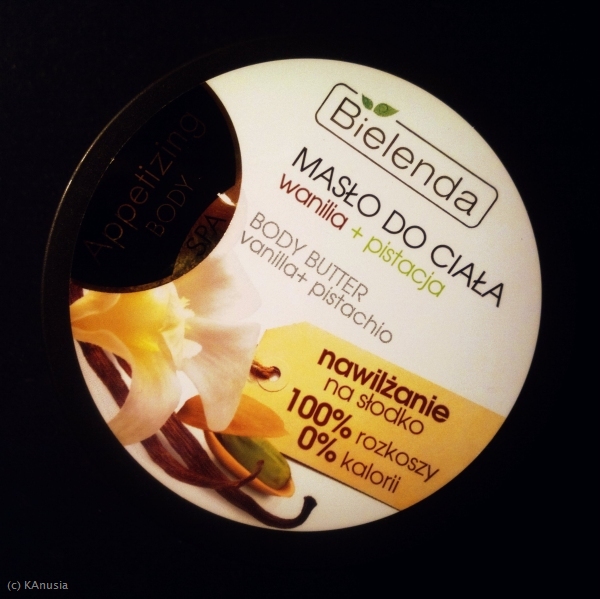 Bielenda
MASŁO DO CIAŁA
wanilia + pistacja
BODY BUTTER
vanilla+ pistachio
Appetizing
BODY
SPA
nawilżanie
na słodko
100% rozkoszy
0% kalorii
(c) KAnusia